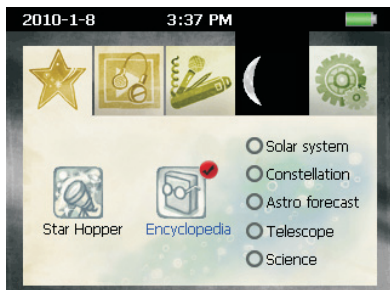 2010-1-8 3:37 PM
Solar system
Constellation
Astro forecast
Telescope
Science
Star Hopper Encyclopedia